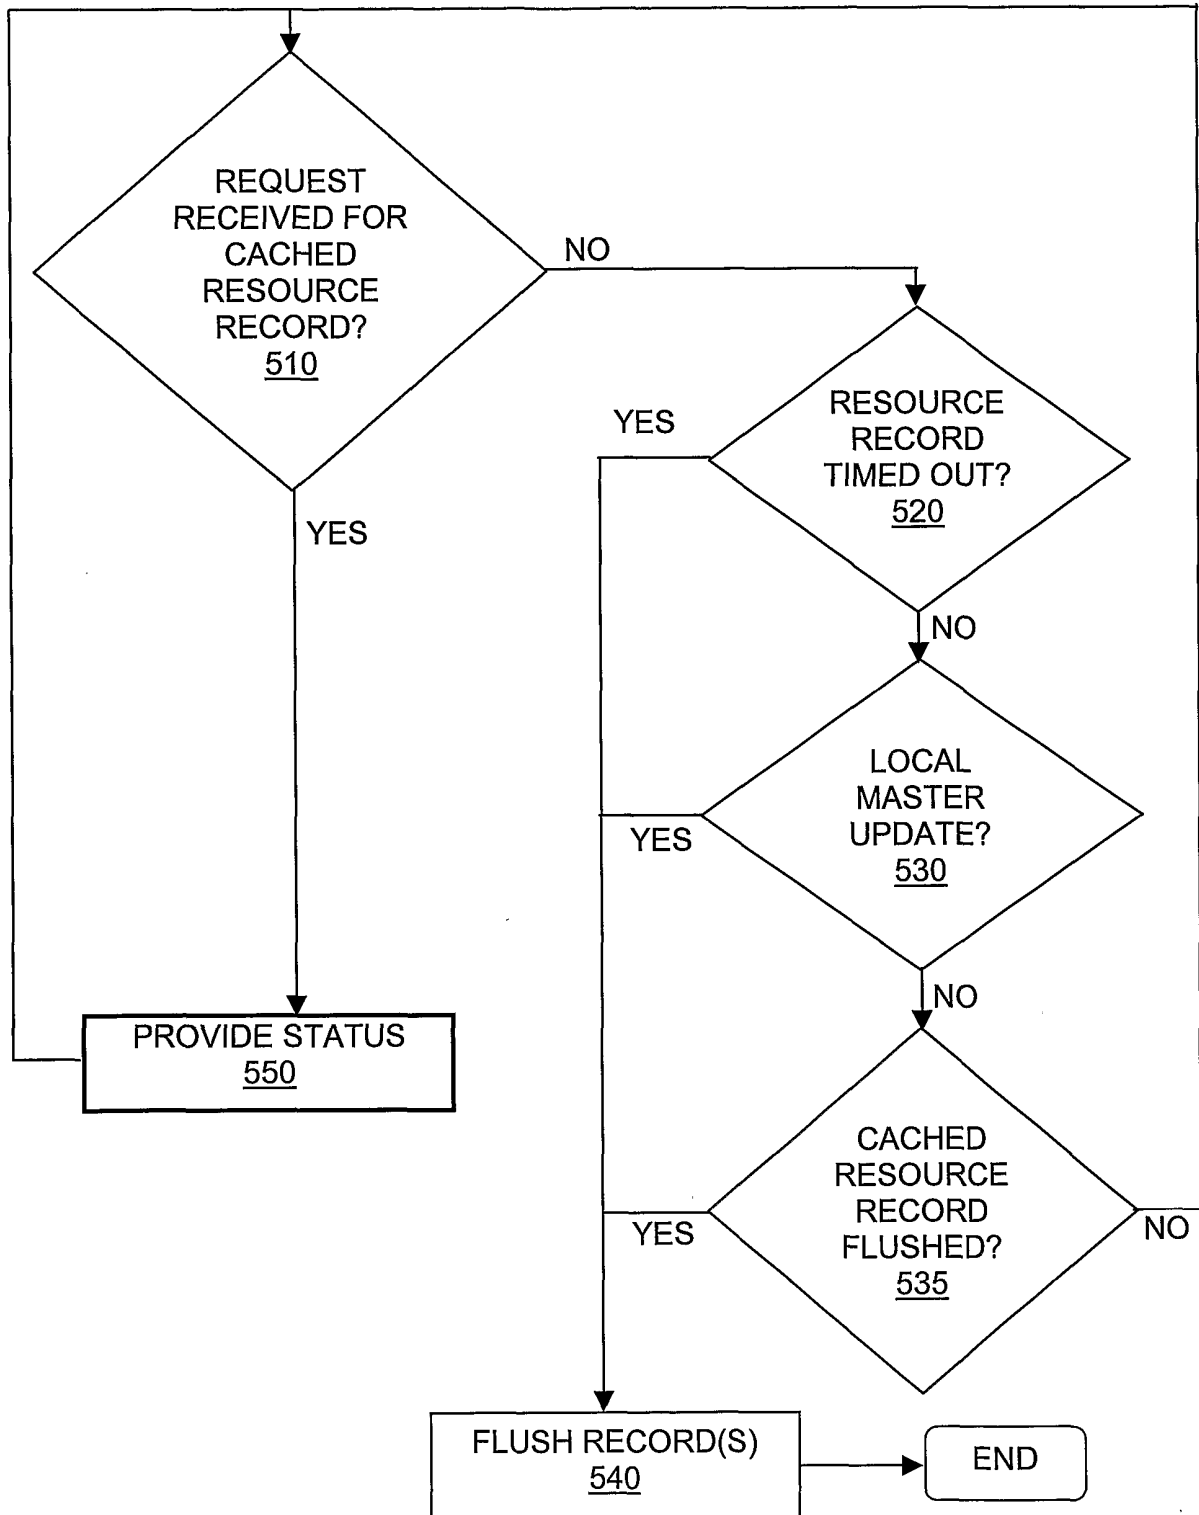 REQUEST
RECEIVED FOR
CACHED
RESOURCE
RECORD?
510
NO
YES
RESOURCE
RECORD
TIMED OUT?
520
YES
NO
LOCAL
MASTER
UPDATE?
530
YES
NO
PROVIDE STATUS
550
CACHED
RESOURCE
RECORD
FLUSHED?
535
YES
NO
FLUSH RECORD(S)
540
END